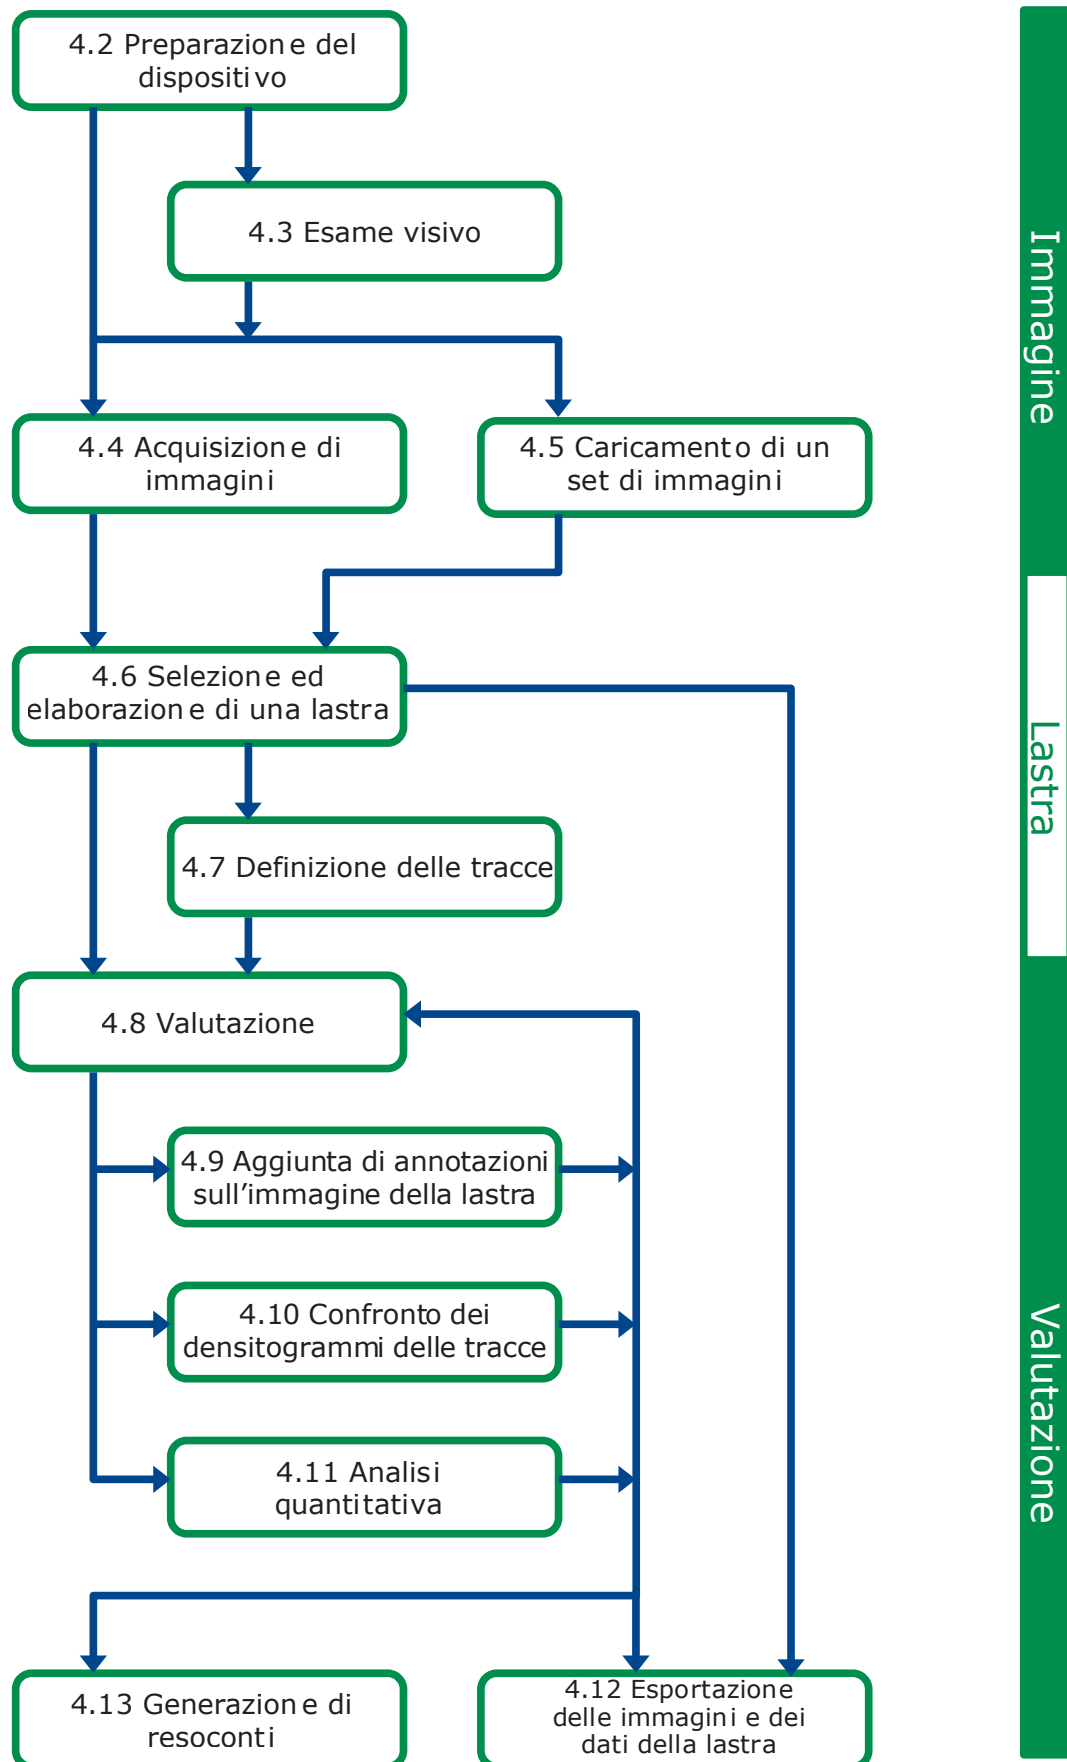 4.2 Preparazione del
dispositivo
4.3 Esame visivo
4.4 Acquisizione di
immagini
4.5 Caricamento di un
set di immagini
4.6 Selezione ed
elaborazione di una lastra
4.7 Definizione delle tracce
4.8 Valutazione
4.9 Aggiunta di annotazioni
sull’immagine della lastra
4.10 Confronto dei
densitogrammi delle tracce
4.11 Analisi
quantitativa
4.13 Generazione di
resoconti
4.12 Esportazione
delle immagini e dei
dati della lastra
Immagine
Lastra
Valutazione